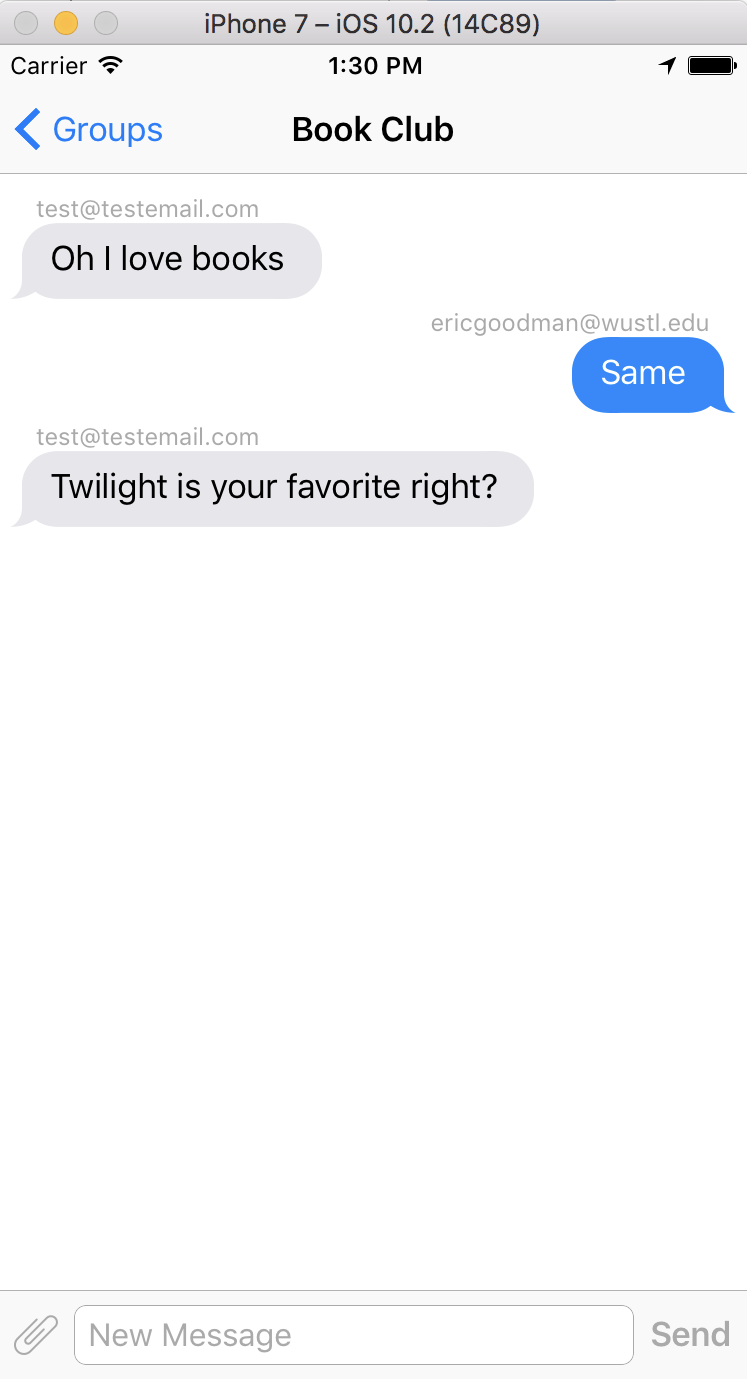 iPhone 7 – iOS 10.2 (14C89)
Carrier 1:30 PM
Groups Book Club
test@testemail.com
Oh I love books
ericgoodman@wustl.edu
Same
test@testemail.com
Twilight is your favorite right?
New Message Send